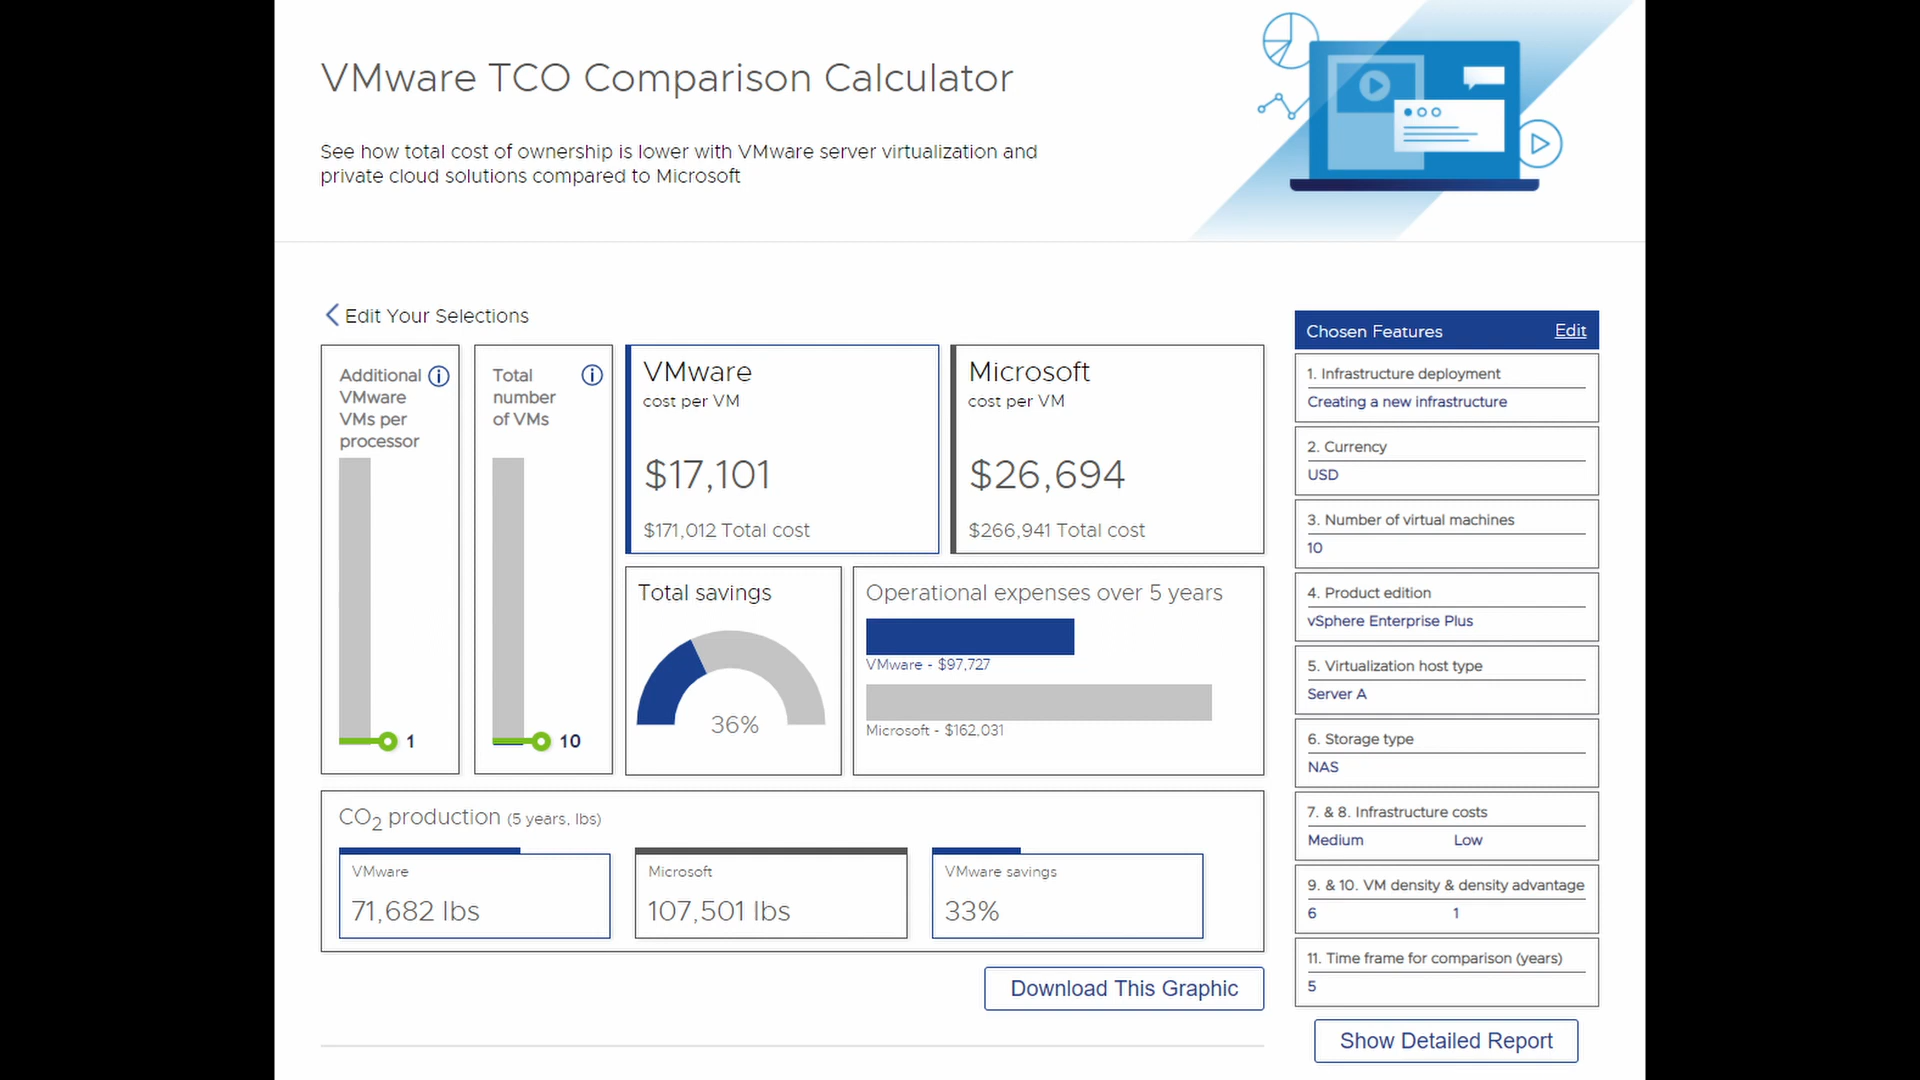 VMware TCO Comparison Calculator
See how total cost of ownership is lower with VMware server virtualization and
private cloud solutions compared to Microsoft
Edit Your Selections
Additional
VMware
VMs per
processor
1
Total
number
of VMs
10
VMware
cost per VM
$17,101
$171,012 Total cost
Microsoft
cost per VM
$26,694
$266,941 Total cost
Total savings
36%
Operational expenses over 5 years
VMware - $97,727
Microsoft - $162,031
CO2 production (5 years, lbs)
VMware
71,682 lbs
Microsoft
107,501 lbs
VMware savings
33%
Download This Graphic
Chosen Features Edit
1. Infrastructure deployment
Creating a new infrastructure
2. Currency
USD
3. Number of virtual machines
10
4. Product edition
vSphere Enterprise Plus
5. Virtualization host type
Server A
6. Storage type
NAS
7. & 8. Infrastructure costs
Medium Low
9. & 10. VM density & density advantage
6 1
11. Time frame for comparison (years)
5
Show Detailed Report